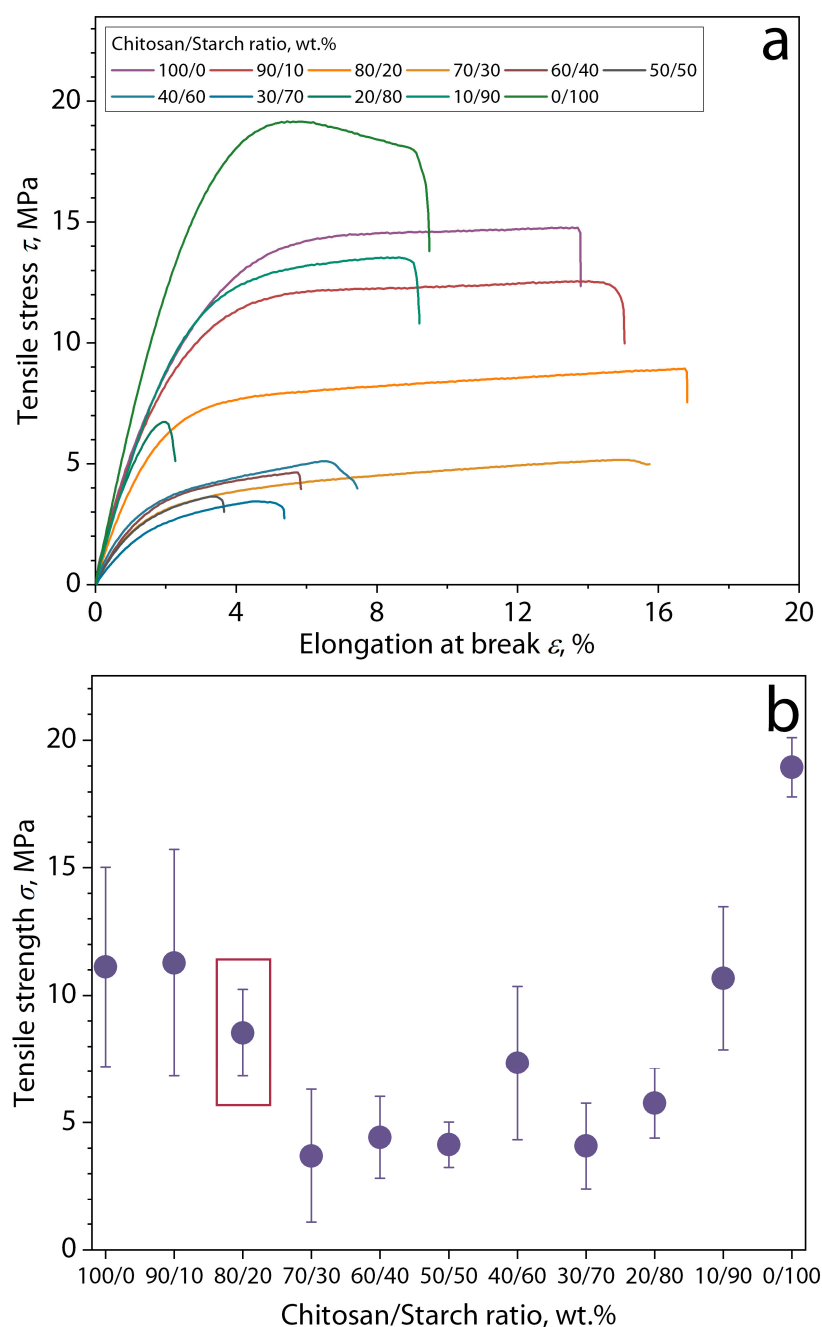 a
Chitosan/Starch ratio, wt.%
100/0 90/10 80/20 70/30 60/40 50/50
40/60 30/70 20/80 10/90 0/100
Tensile stress τ, MPa
20
15
10
5
0
0 4 8 12 16 20
Elongation at break ε, %
b
Tensile strength σ, MPa
20
15
10
5
0
100/0 90/10 80/20 70/30 60/40 50/50 40/60 30/70 20/80 10/90 0/100
Chitosan/Starch ratio, wt.%